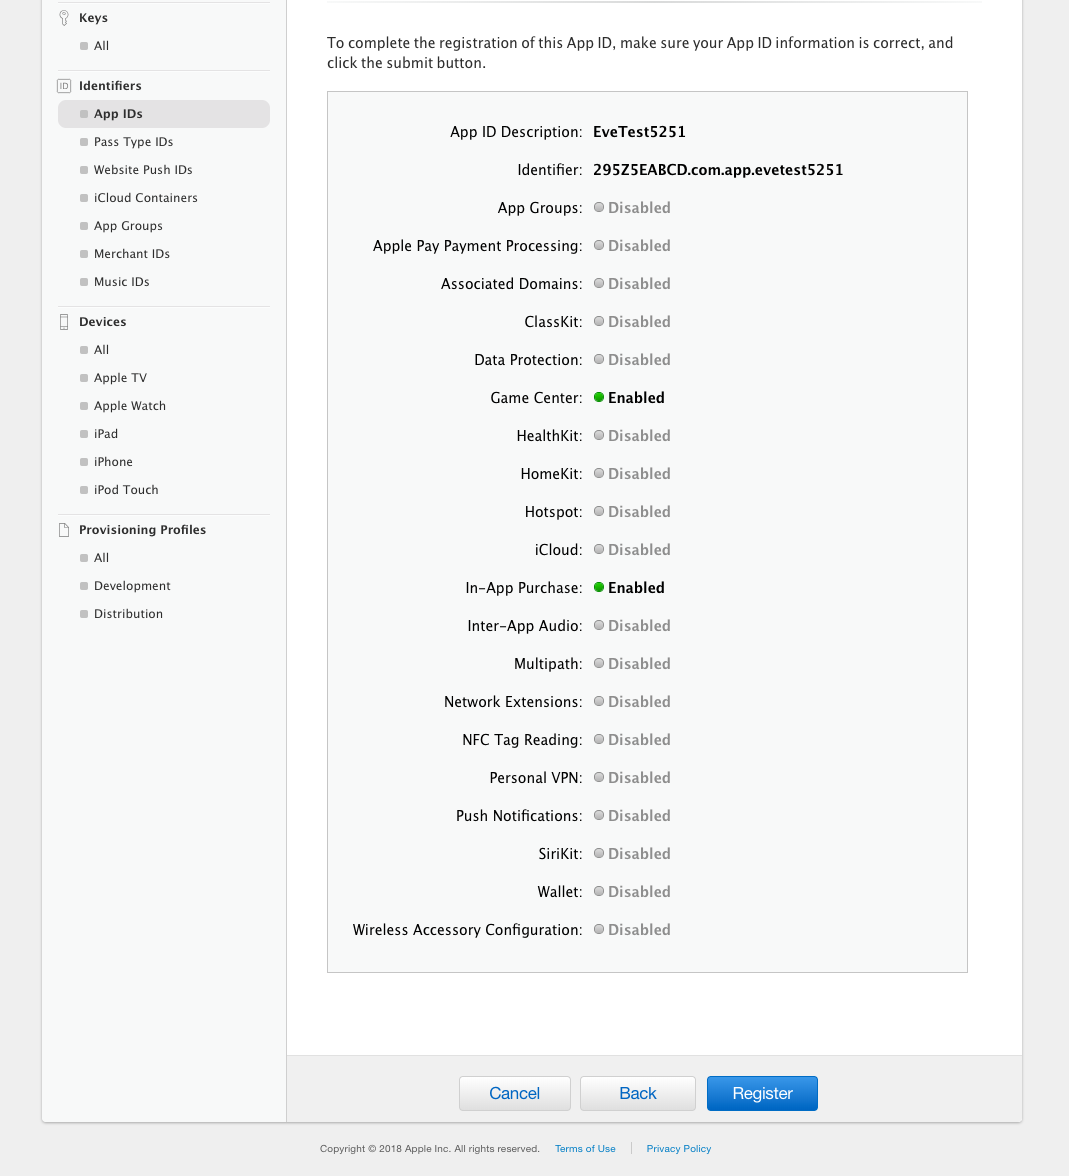 Keys
All
Identifiers
ID
App IDs
Pass Type IDs
Website Push IDs
iCloud Containers
App Groups
Merchant IDs
Music IDs
Devices
All
Apple TV
Apple Watch
iPad
iPhone
iPod Touch
Provisioning Profiles
All
Development
Distribution
To complete the registration of this App ID, make sure your App ID information is correct, and
click the submit button.
App ID Description: EveTest5251
Identifier: 295Z5EABCD.com.app.evetest5251
App Groups: Disabled
Apple Pay Payment Processing: Disabled
Associated Domains: Disabled
ClassKit: Disabled
Data Protection: Disabled
Game Center: Enabled
HealthKit: Disabled
HomeKit: Disabled
Hotspot: Disabled
iCloud: Disabled
In-App Purchase: Enabled
Inter-App Audio: Disabled
Multipath: Disabled
Network Extensions: Disabled
NFC Tag Reading: Disabled
Personal VPN: Disabled
Push Notifications: Disabled
SiriKit: Disabled
Wallet: Disabled
Wireless Accessory Configuration: Disabled
Cancel Back Register
Copyright © 2018 Apple Inc. All rights reserved. Terms of Use Privacy Policy